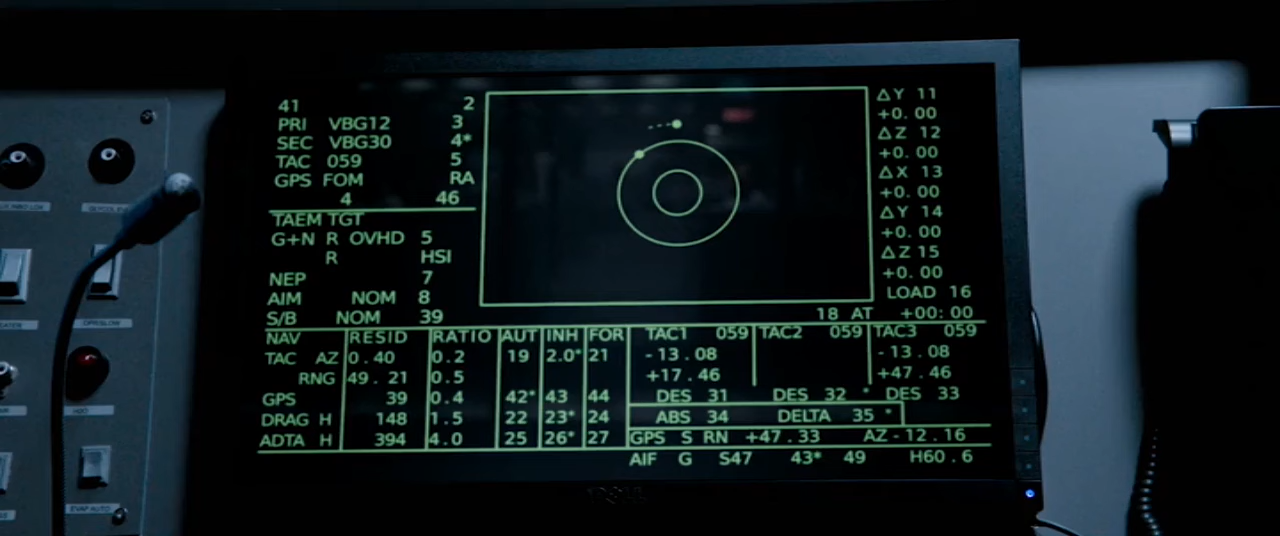 41 2
PRI VBG12 3
SEC VBG30 4*
TAC 059 5
GPS FOM RA
4 46
TAEM TGT
G+N R OVHD 5
R HSI
NEP 7
AIM NOM 8
S/B NOM 39
ΔY 11
+0. 00
ΔZ 12
+0. 00
ΔX 13
+0. 00
ΔY 14
+0. 00
ΔZ 15
+0. 00
LOAD 16
18 AT +00: 00
NAV RESID RATIO AUT INH FOR TAC1 059 TAC2 059 TAC3 059
TAC AZ 0.40 0.2 19 2.0* 21 -13.08 -13.08
RNG 49. 21 0.5 +17.46 +47.46
GPS 39 0.4 42* 43 44 DES 31 DES 32 * DES 33
DRAG H 148 1.5 22 23* 24 ABS 34 DELTA 35 *
ADTA H 394 4.0 25 26* 27 GPS S RN +47.33 AZ-12.16
AIF G S47 43* 49 H60.6
DELL
EVAP AUTO
H2O